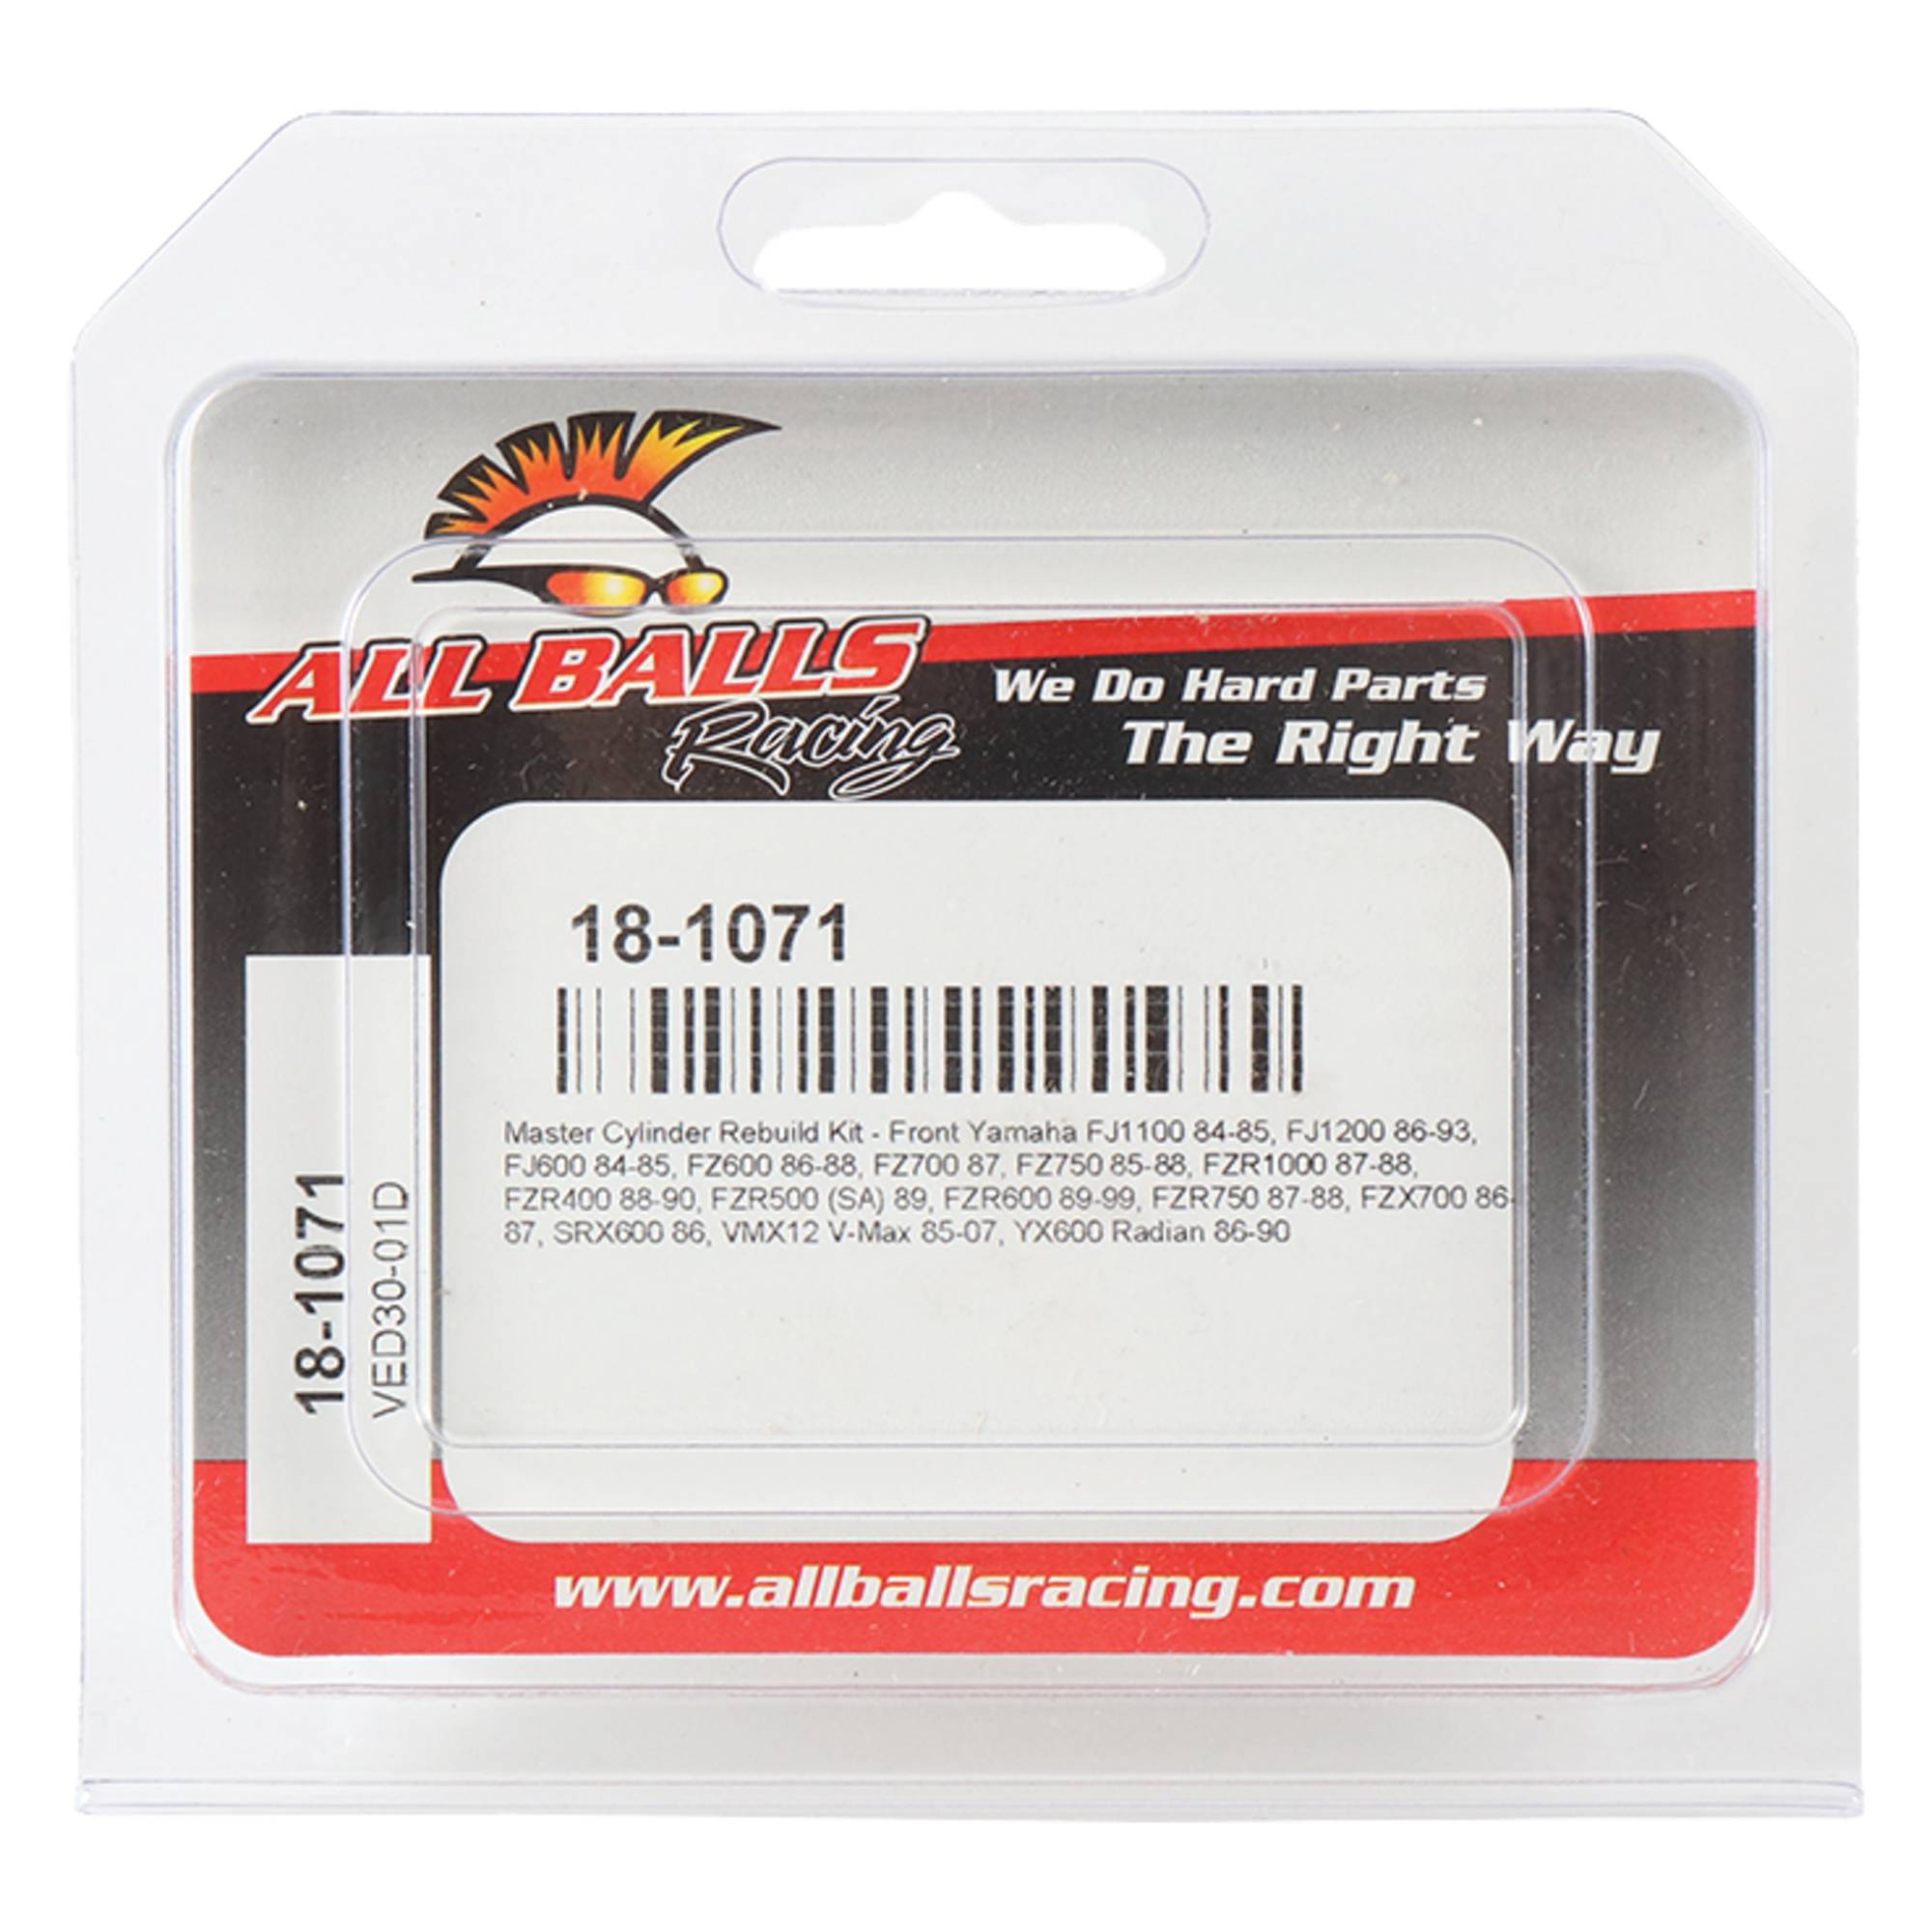 ALL BALLS
Racing
We Do Hard Parts
The Right Way
18-1071
Master Cylinder Rebuild Kit - Front Yamaha FJ1100 84-85, FJ1200 86-93,
FJ600 84-85, FZ600 86-88, FZ700 87, FZ750 85-88, FZR1000 87-88,
FZR400 88-90, FZR500 (SA) 89, FZR600 89-99, FZR750 87-88, FZX700 86-
87, SRX600 86, VMX12 V-Max 85-07, YX600 Radian 86-90
18-1071
VED30-01D
www.allballsracing.com